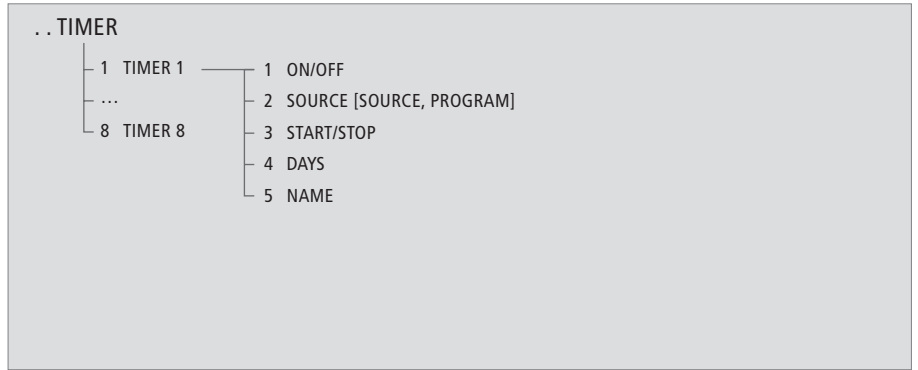 . . TIMER
1 TIMER 1
1 ON/OFF
...
2 SOURCE [SOURCE, PROGRAM]
8 TIMER 8
3 START/STOP
4 DAYS
5 NAME